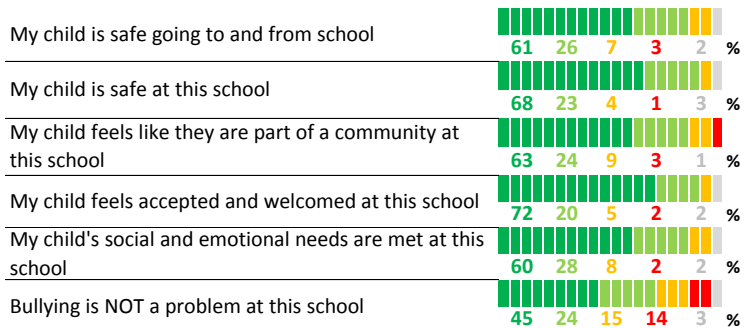 My child is safe going to and from school
61 26 7 3 2 %
My child is safe at this school
68 23 4 1 3 %
My child feels like they are part of a community at
this school
63 24 9 3 1 %
My child feels accepted and welcomed at this school
72 20 5 2 2 %
My child's social and emotional needs are met at this
school
60 28 8 2 2 %
Bullying is NOT a problem at this school
45 24 15 14 3 %